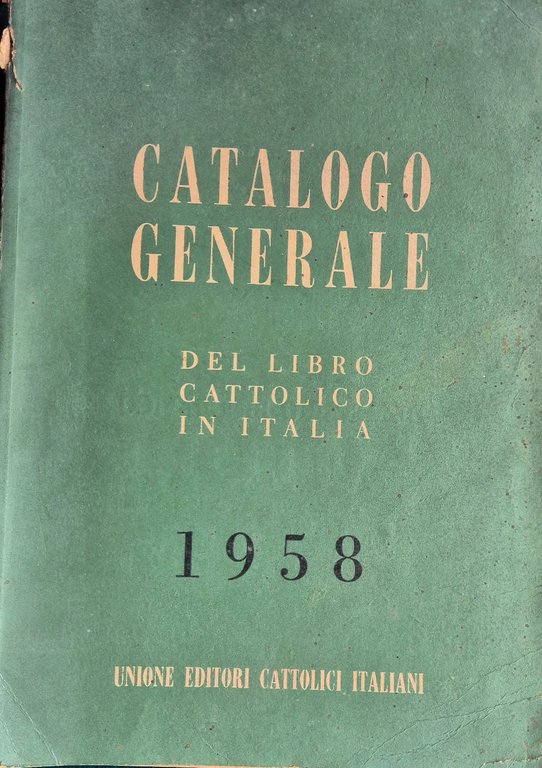 CATALOGO
GENERALE
DEL LIBRO
CATTOLICO
IN ITALIA
1958
UNIONE EDITORI CATTOLICI ITALIANI